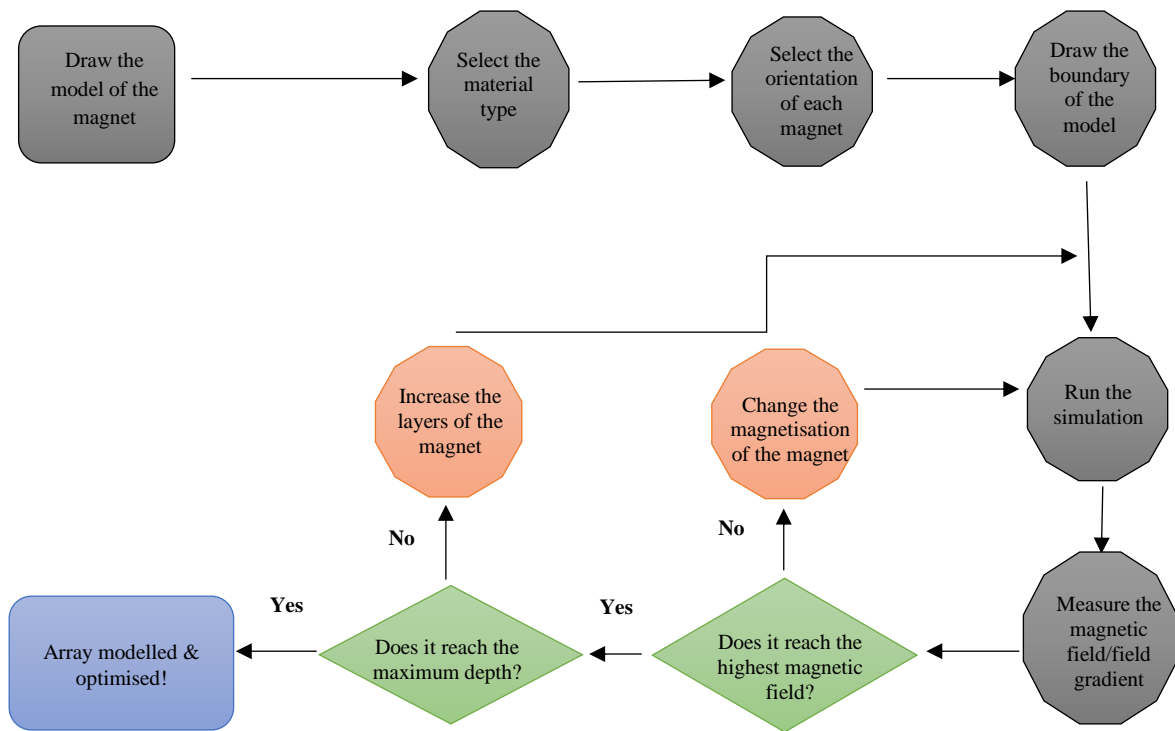 Draw the
model of the
magnet
Select the
material
type
Select the
orientation
of each
magnet
Draw the
boundary
of the
model
Increase the
layers of the
magnet
Change the
magnetisation
of the magnet
Run the
simulation
No
No
Yes
Yes
Array modelled &
optimised!
Does it reach the
maximum depth?
Does it reach the
highest magnetic
field?
Measure the
magnetic
field/field
gradient